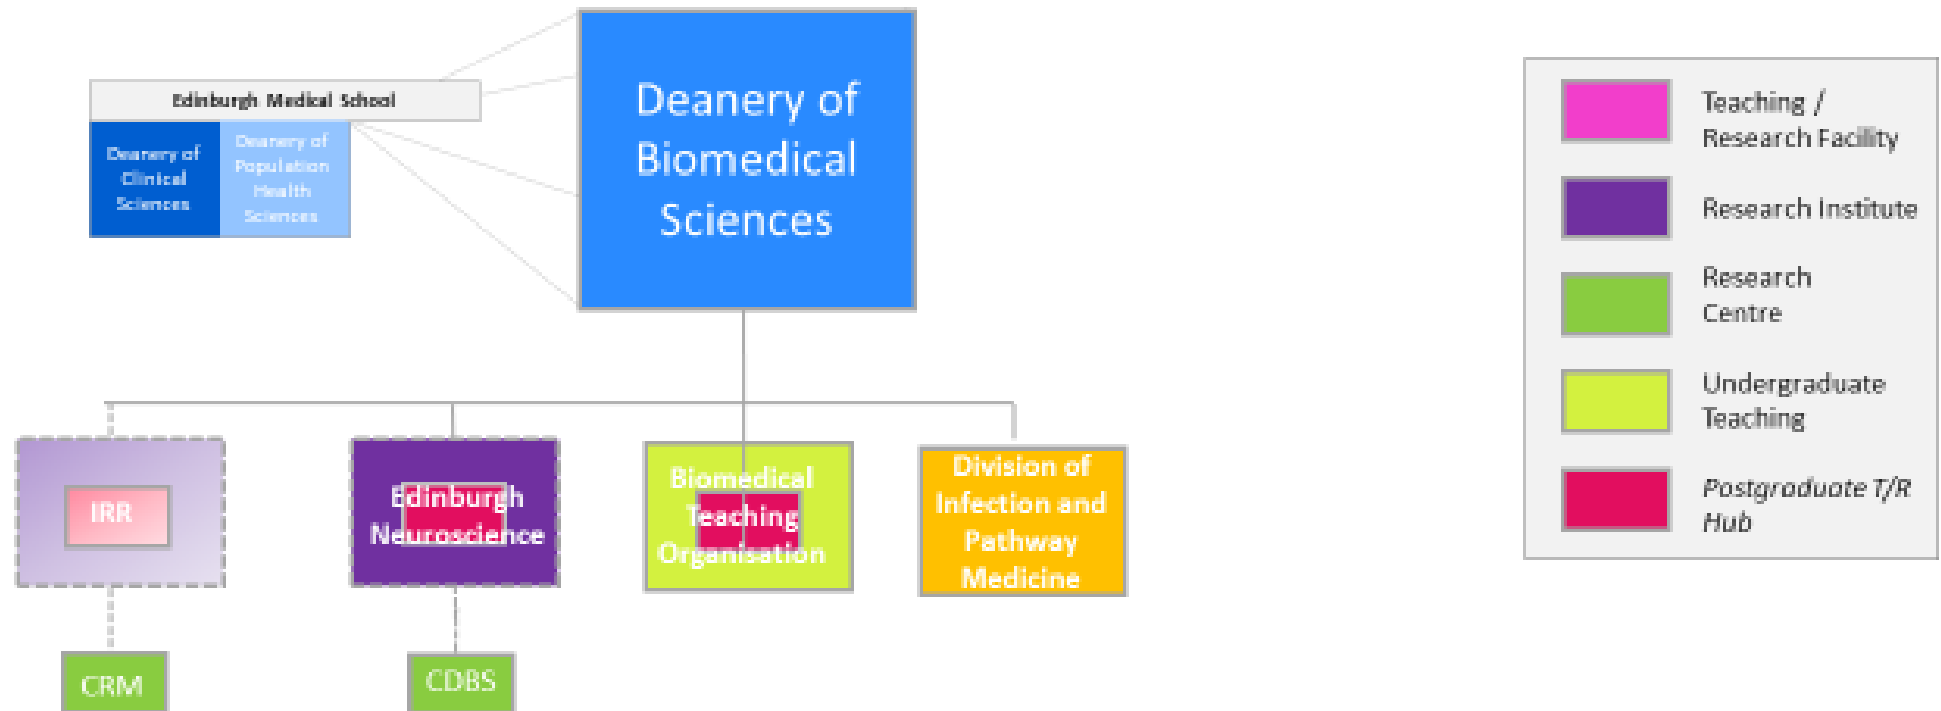 Edinburgh Medical School
Deanery of
Clinical
Sciences
Deanery of
Population
Health
Sciences
Deanery of
Biomedical
Sciences
IRR
Edinburgh
Neuroscience
Biomedical
Teaching
Organisation
Division of
Infection and
Pathway
Medicine
CRM
CDBS
Teaching /
Research Facility
Research Institute
Research
Centre
Undergraduate
Teaching
Postgraduate T/R
Hub